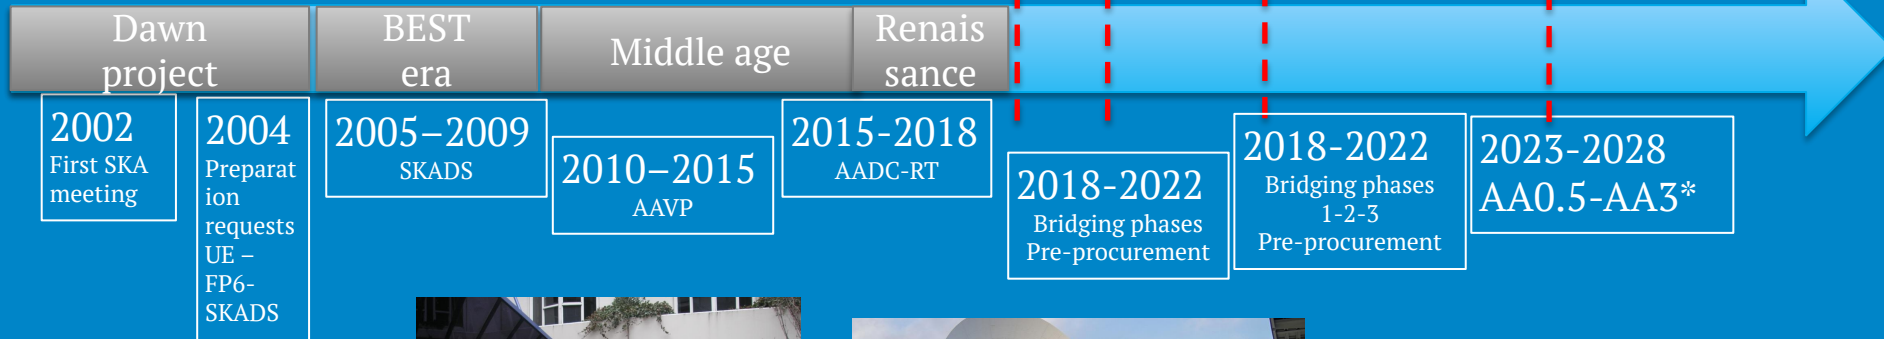 Dawn
project
BEST
era
Middle age
Renais
sance
2002
First SKA
meeting
2004
Preparat
ion
requests
UE –
FP6-
SKADS
2005–2009
SKADS
2010–2015
AAVP
2015-2018
AADC-RT
2018-2022
Bridging phases
Pre-procurement
2018-2022
Bridging phases
1-2-3
Pre-procurement
2023-2028
AA0.5-AA3*